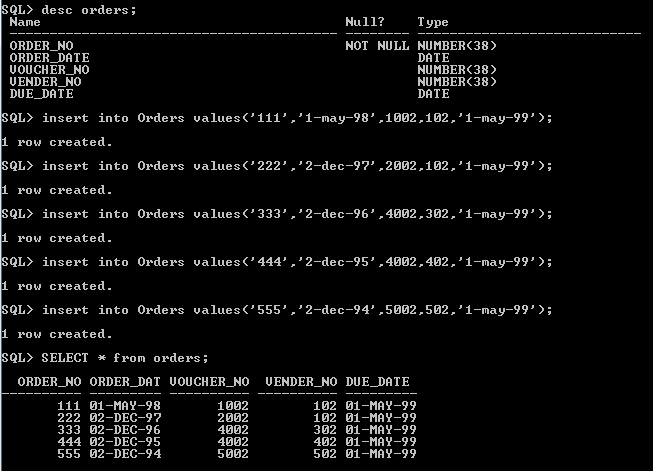 SQL> desc orders;
Name Null? Type
ORDER_NO NOT NULL NUMBER(38)
ORDER_DATE DATE
VOUCHER_NO NUMBER(38)
VENDER_NO NUMBER(38)
DUE_DATE DATE
SQL> insert into Orders values('111','1-may-98',1002,102,'1-may-99');
1 row created.
SQL> insert into Orders values('222','2-dec-97',2002,102,'1-may-99');
1 row created.
SQL> insert into Orders values('333','2-dec-96',4002,302,'1-may-99');
1 row created.
SQL> insert into Orders values('444','2-dec-95',4002,402,'1-may-99');
1 row created.
SQL> insert into Orders values('555','2-dec-94',5002,502,'1-may-99');
1 row created.
SQL> SELECT * from orders;
ORDER_NO ORDER_DAT VOUCHER_NO VENDER_NO DUE_DATE
111 01-MAY-98 1002 102 01-MAY-99
222 02-DEC-97 2002 102 01-MAY-99
333 02-DEC-96 4002 302 01-MAY-99
444 02-DEC-95 4002 402 01-MAY-99
555 02-DEC-94 5002 502 01-MAY-99